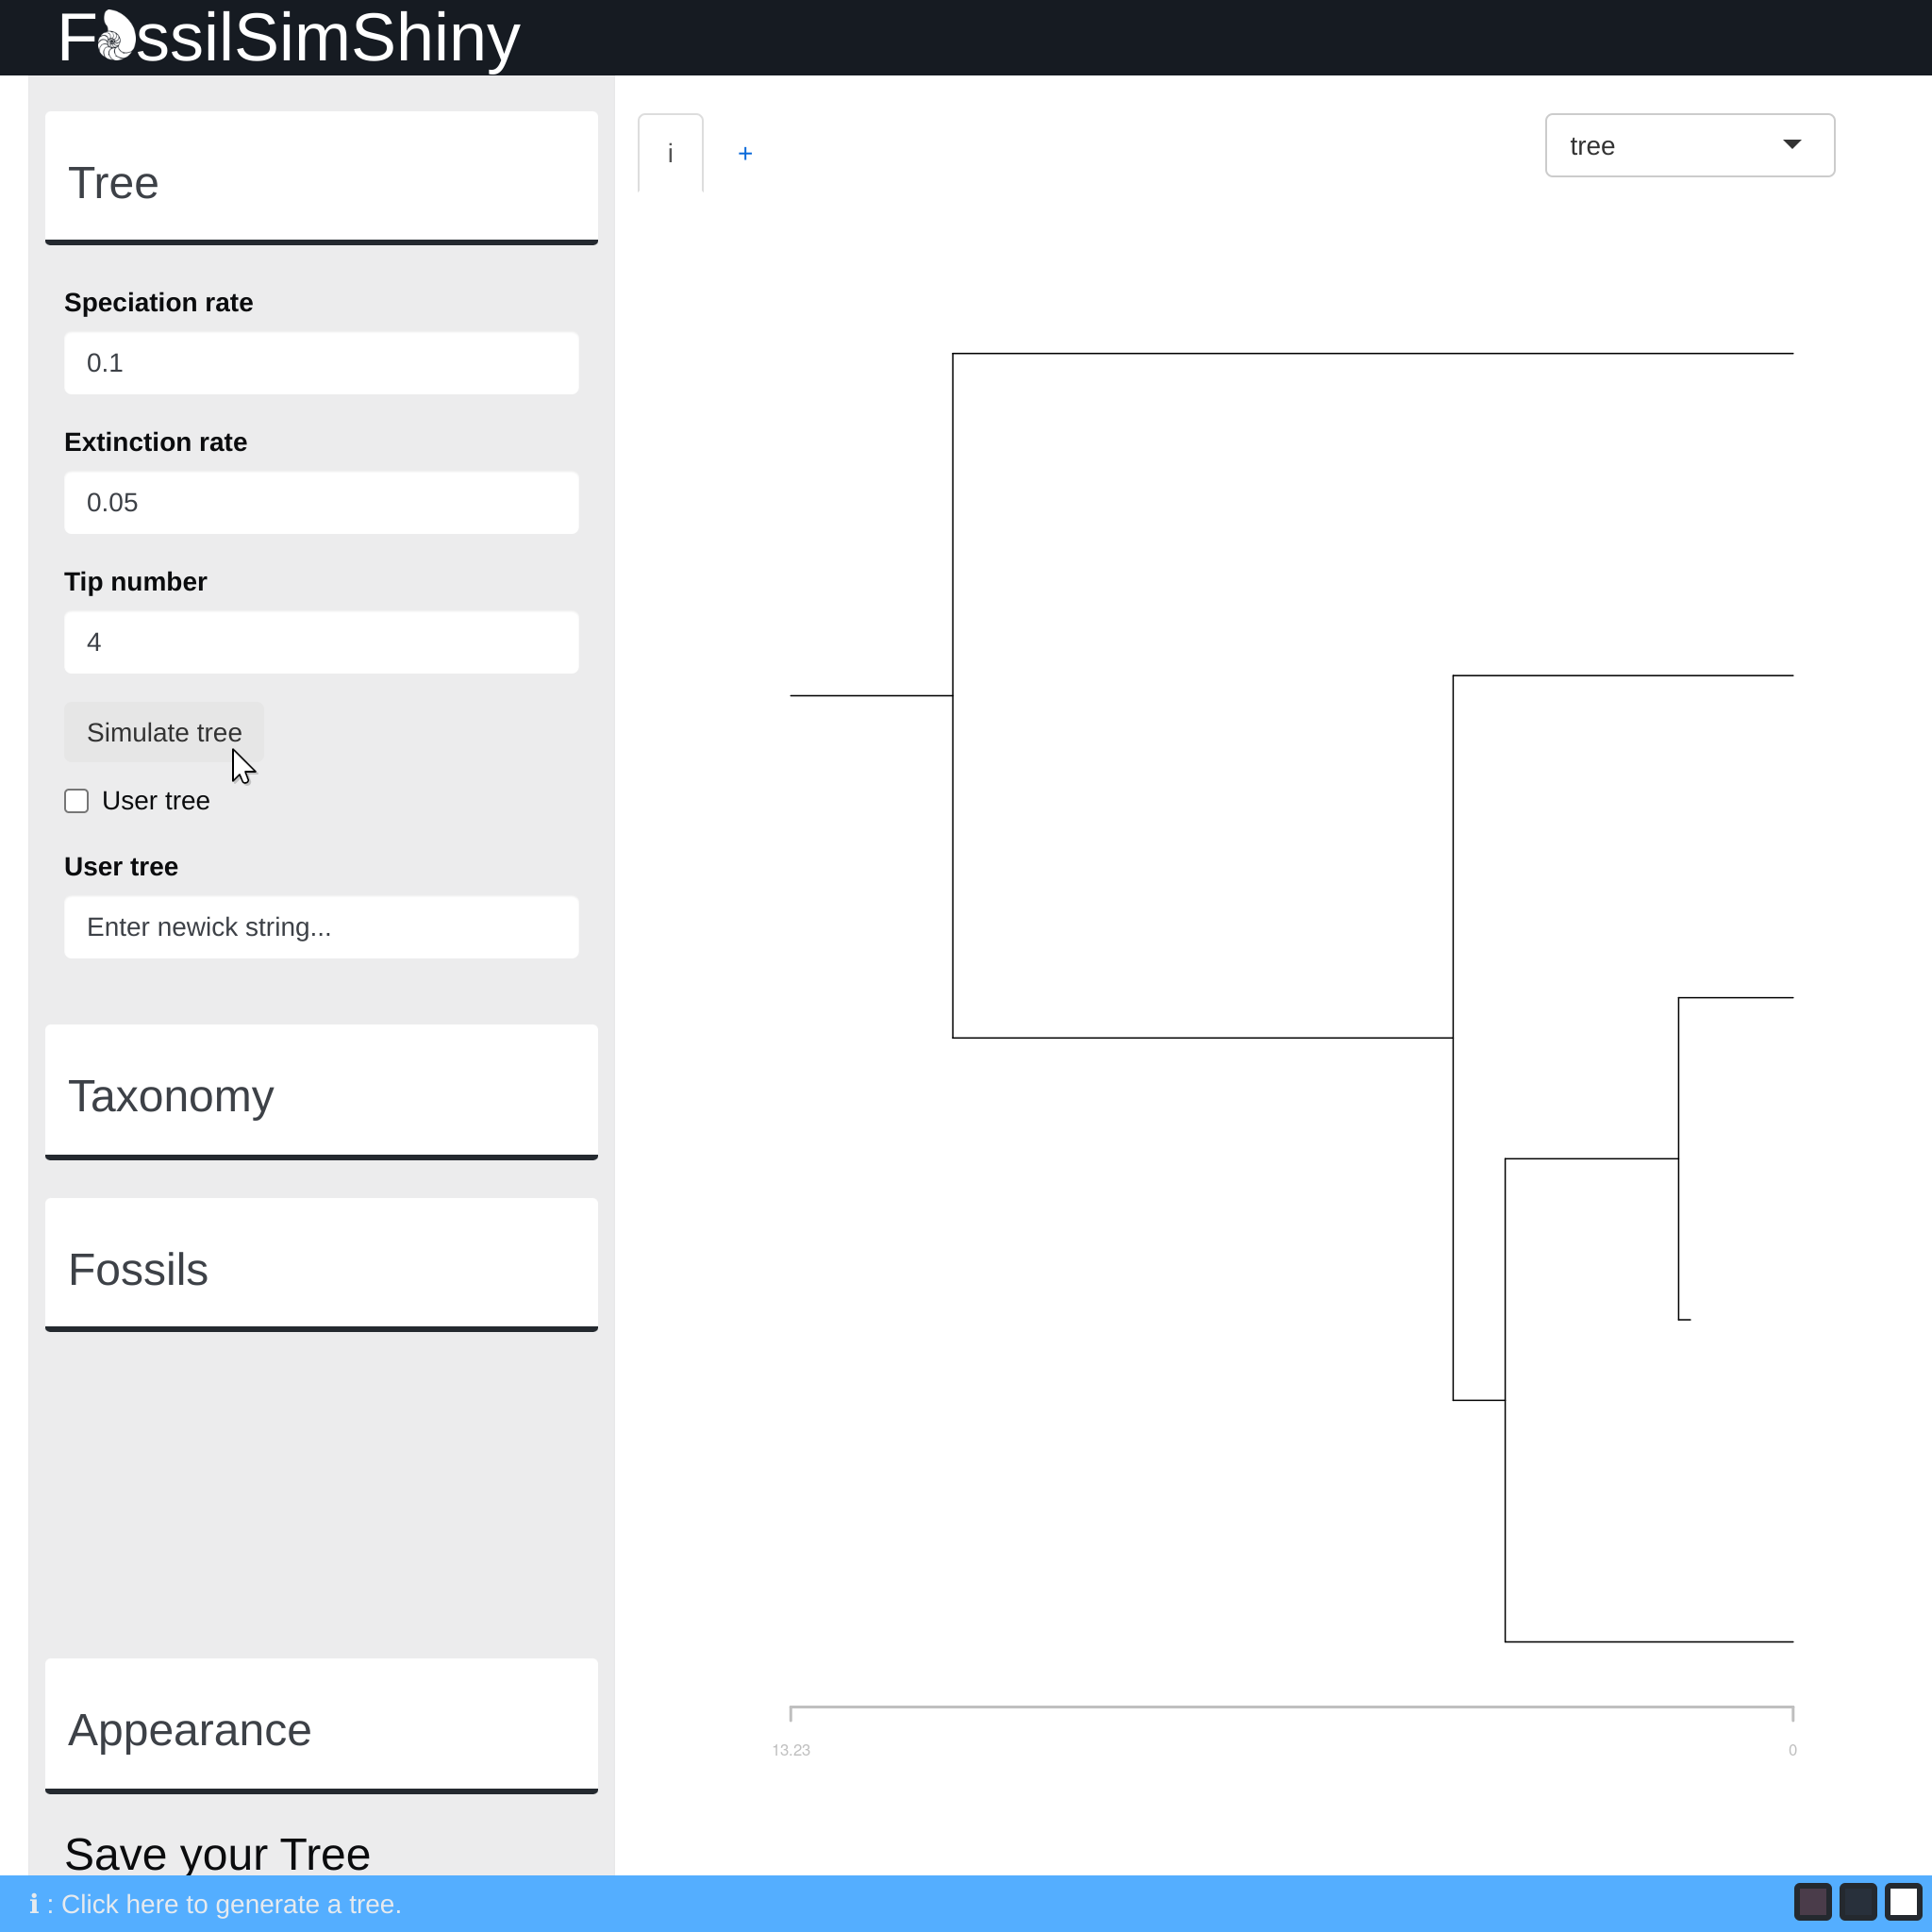 FossilSimShiny
Tree
Speciation rate
0.1
Extinction rate
0.05
Tip number
4
Simulate tree
User tree
User tree
Enter newick string...
Taxonomy
Fossils
Appearance
Save your Tree
i +
tree
13.23 0
i : Click here to generate a tree.